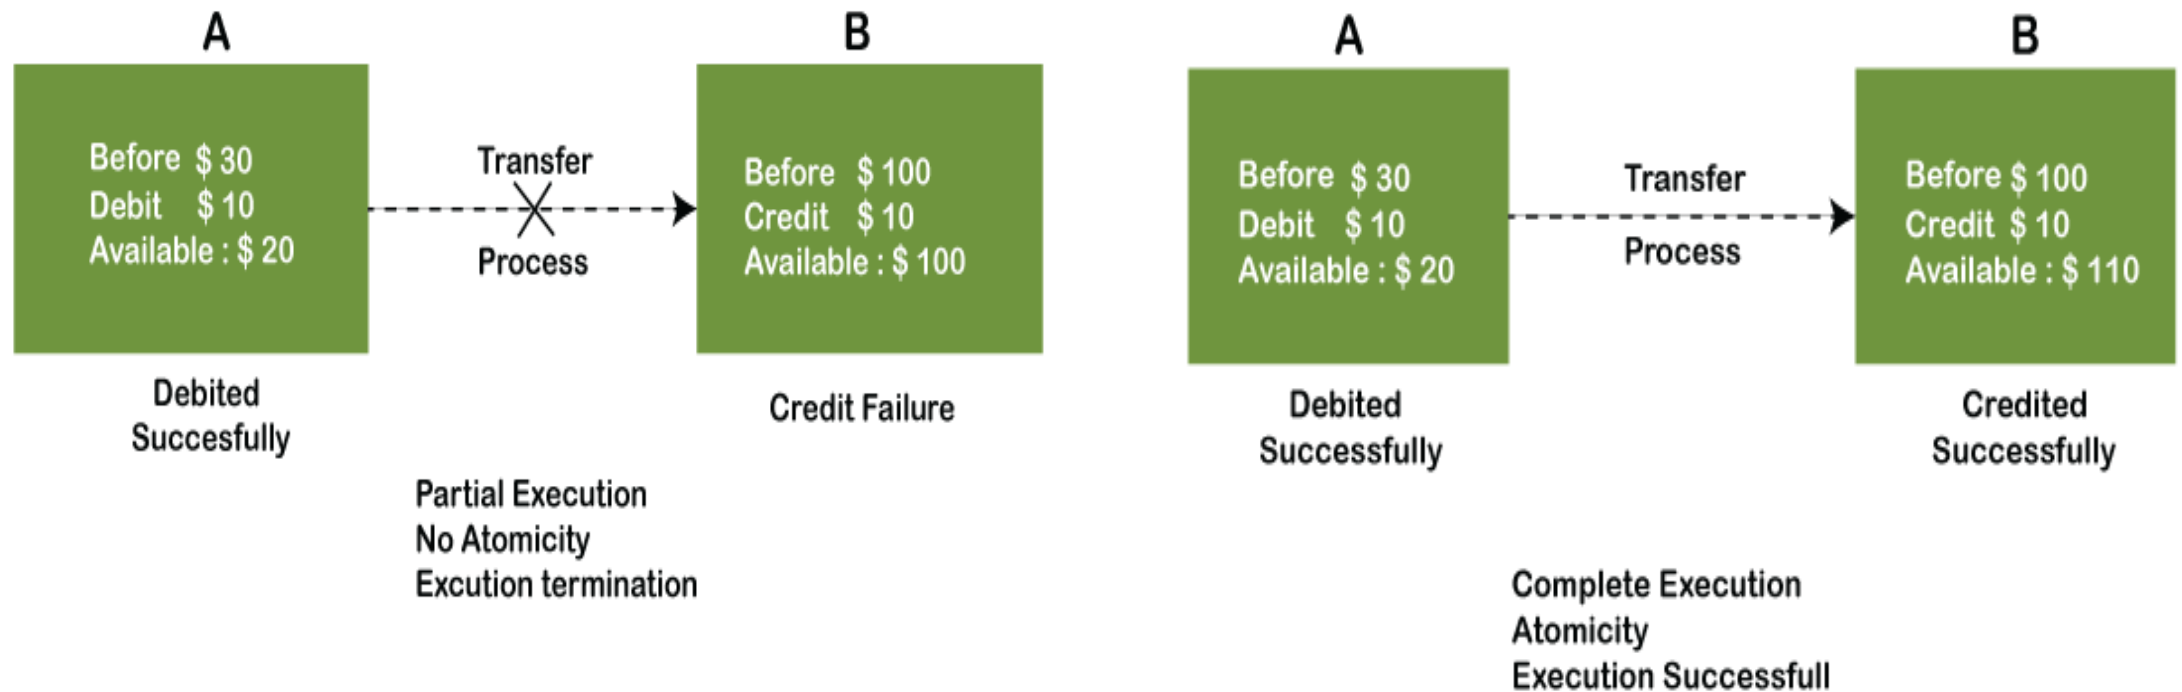 A
Before $ 30
Debit $ 10
Available : $ 20
Debited
Succesfully
Transfer
Process
B
Before $ 100
Credit $ 10
Available : $ 100
Credit Failure
Partial Execution
No Atomicity
Excution termination
A
Before $ 30
Debit $ 10
Available : $ 20
Debited
Successfully
Transfer
Process
B
Before $ 100
Credit $ 10
Available : $ 110
Credited
Successfully
Complete Execution
Atomicity
Execution Successfull